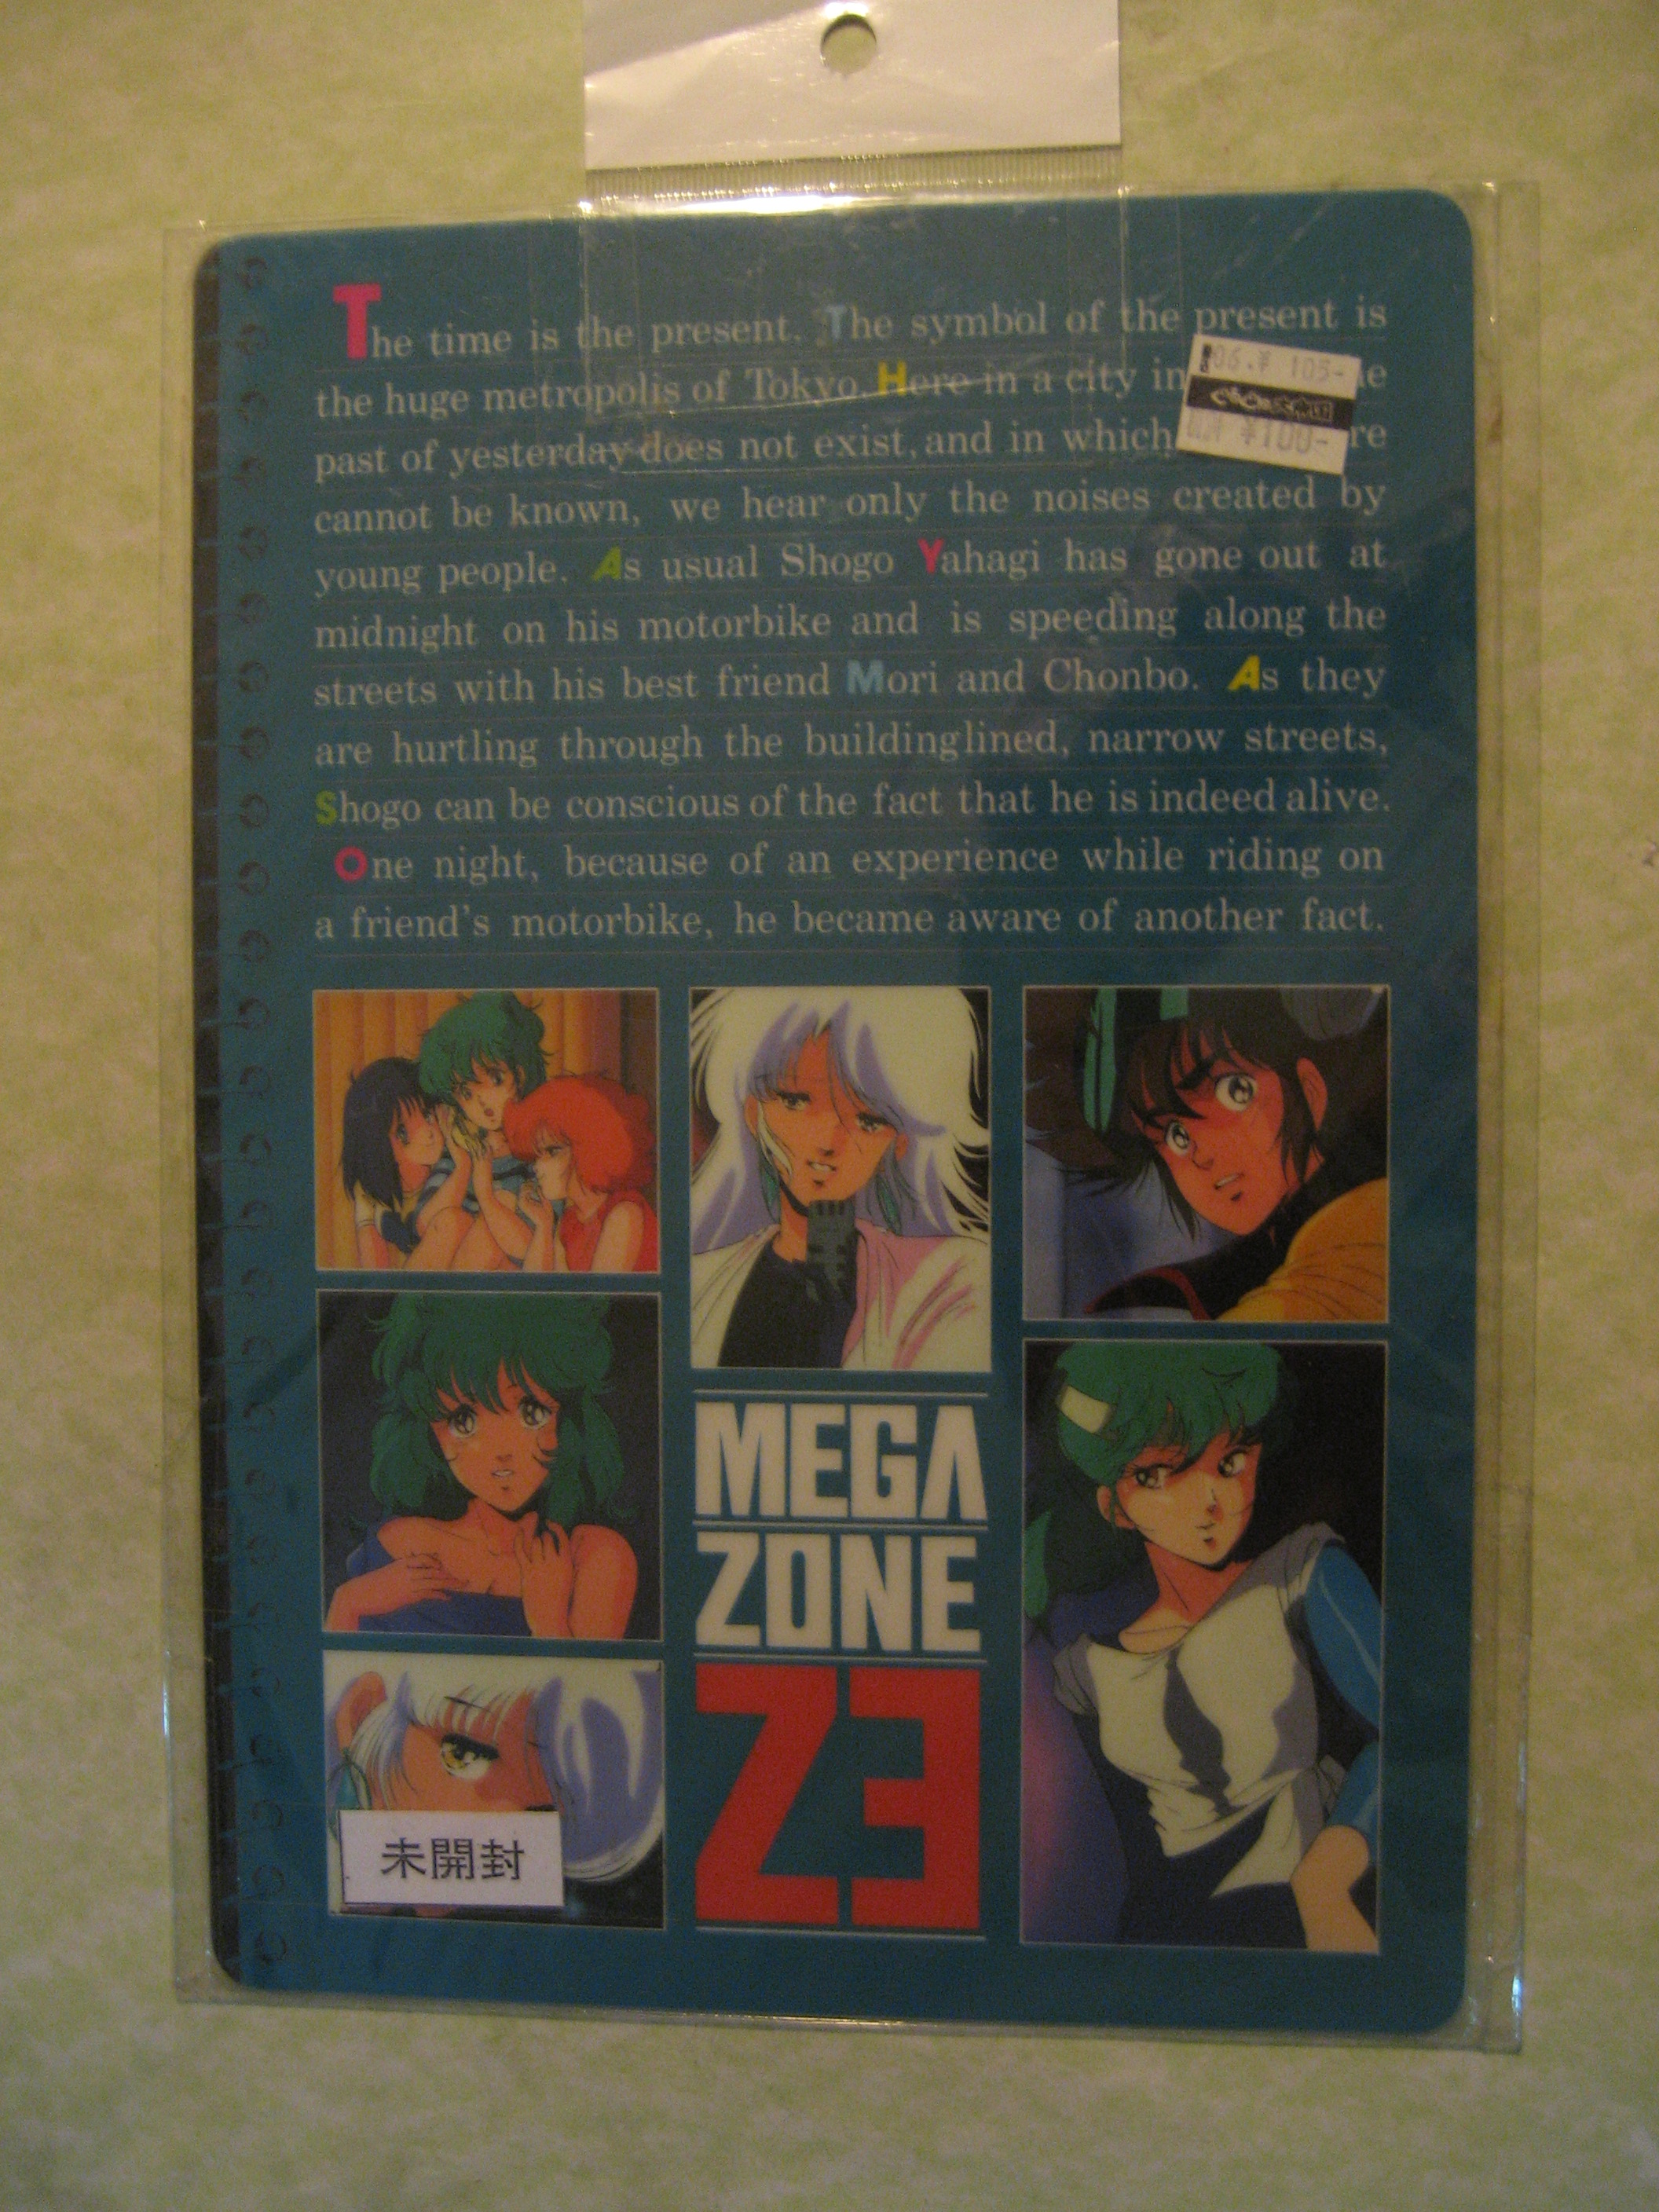 The time is the present. The symbol of the present is
the huge metropolis of Tokyo. Here in a city in
past of yesterday does not exist, and in which
cannot be known, we hear only the noises created by
young people. As usual Shogo Yahagi has gone out at
midnight on his motorbike and is speeding along the
streets with his best friend Mori and Chonbo. As they
are hurtling through the buildinglined, narrow streets,
Shogo can be conscious of the fact that he is indeed alive.
One night, because of an experience while riding on
a friend's motorbike, he became aware of another fact.
¥ 105-
¥100-
MEGA
ZONE
23
未開封